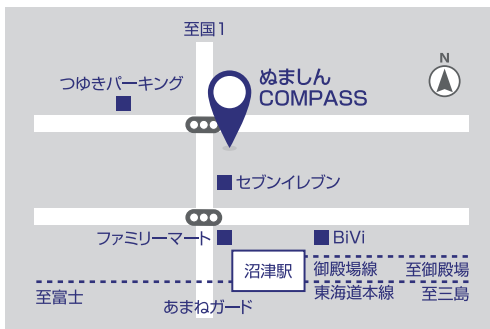 至国1
ぬましん
COMPASS
N
つゆきパーキング
セブンイレブン
ファミリーマート
BiVi
沼津駅
御殿場線
至御殿場
至富士
東海道本線
至三島
あまねガード